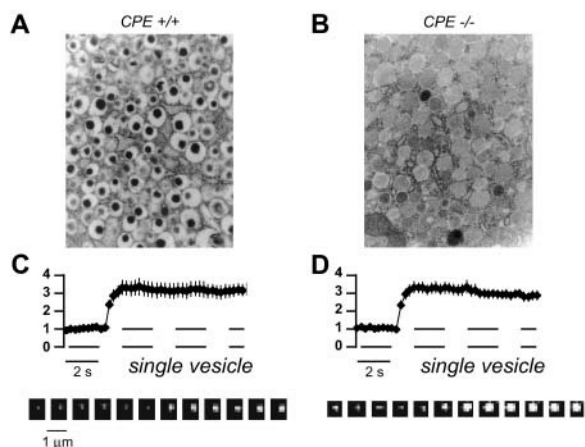 A
CPE +/+
B
CPE -/-
C
4
3
2
1
0
2 s
single vesicle
1 μm
D
4
3
2
1
0
2 s
single vesicle